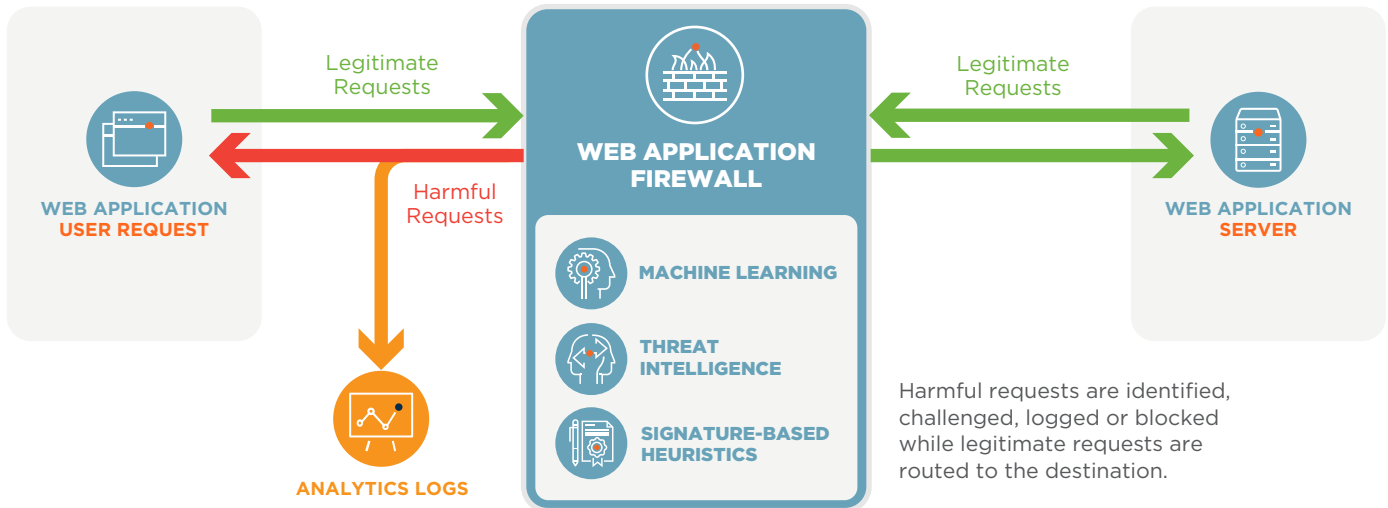 Legitimate
Requests
Harmful
Requests
WEB APPLICATION
USER REQUEST
ANALYTICS LOGS
WEB APPLICATION
FIREWALL
MACHINE LEARNING
THREAT
INTELLIGENCE
SIGNATURE-BASED
HEURISTICS
Legitimate
Requests
WEB APPLICATION
SERVER
Harmful requests are identified,
challenged, logged or blocked
while legitimate requests are
routed to the destination.